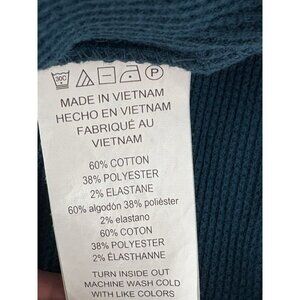 30C P
MADE IN VIETNAM
HECHO EN VIETNAM
FABRIQUÉ AU
VIETNAM
60% COTTON
38% POLYESTER
2% ELASTANE
60% algodón 38% poliéster
2% elastano
60% COTON
38% POLYESTER
2% ÉLASTHANNE
TURN INSIDE OUT
MACHINE WASH COLD
WITH LIKE COLORS